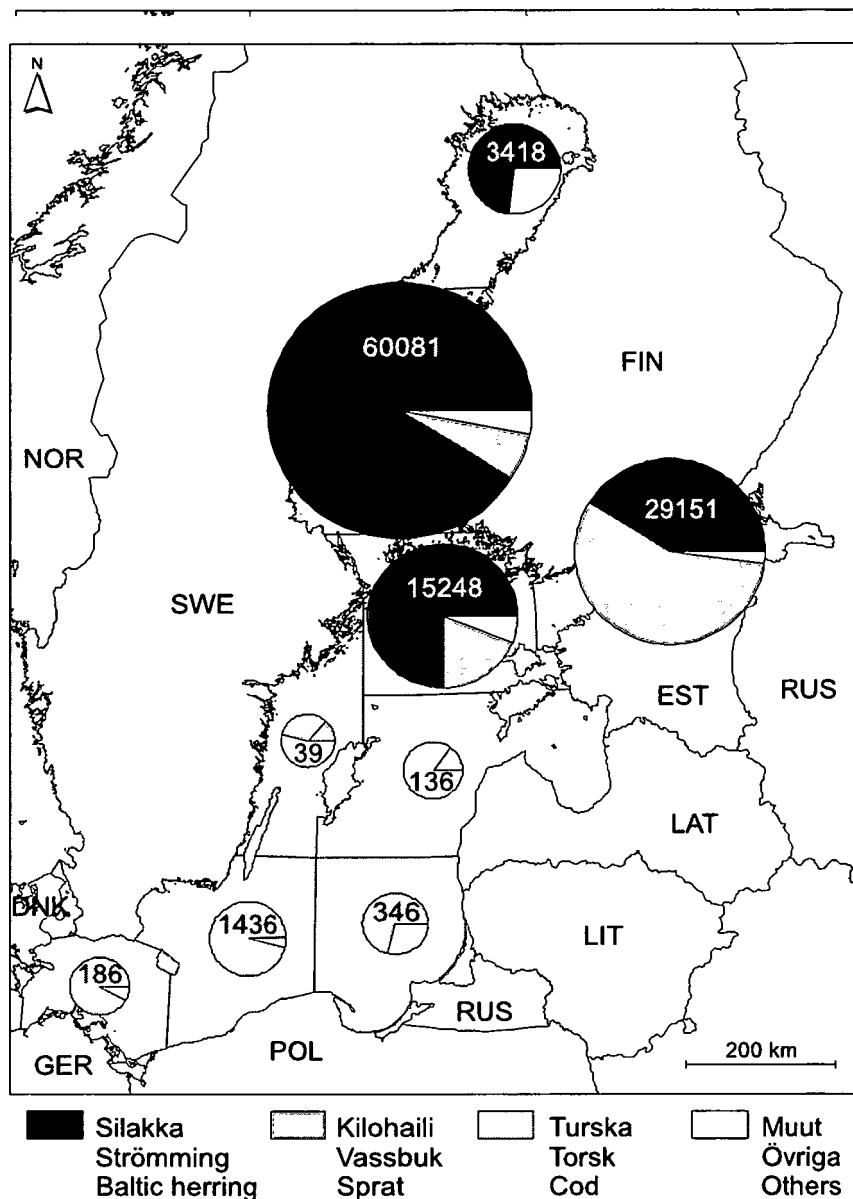 N
3418
60081
FIN
NOR
29151
SWE
15248
EST
RUS
39
136
LAT
DNK
1436
346
LIT
186
RUS
GER
POL
200 km
Silakka
Strömming
Baltic herring
Kilohaili
Vassbuk
Sprat
Turska
Torsk
Cod
Muut
Övriga
Others